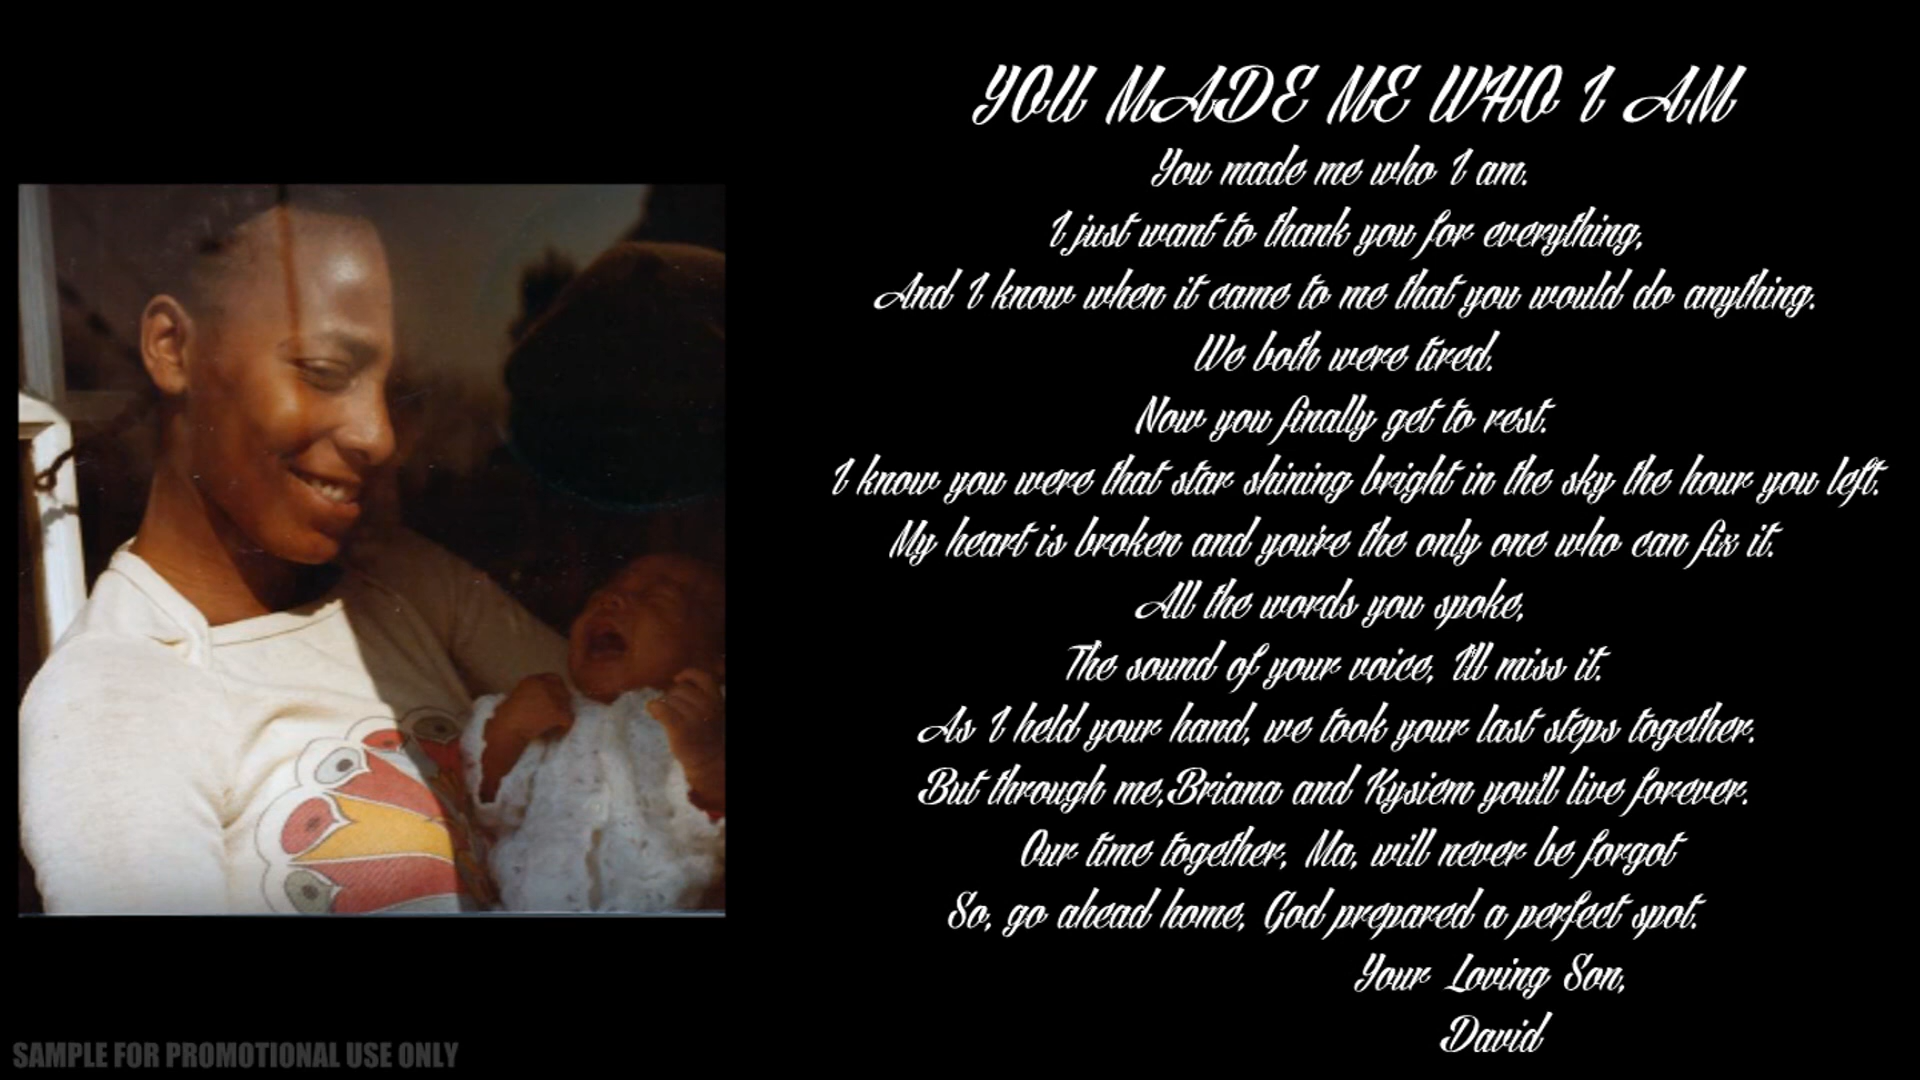 YOU MADE ME WHO I AM
You made me who I am.
I just want to thank you for everything,
And I know when it came to me that you would do anything.
We both were tired.
Now you finally get to rest.
I know you were that star shining bright in the sky the hour you left.
My heart is broken and you're the only one who can fix it.
All the words you spoke,
The sound of your voice, I'll miss it.
As I held your hand, we took your last steps together.
But through me,Briana and Kysiem you'll live forever.
Our time together, Ma, will never be forgot
So, go ahead home, God prepared a perfect spot.
Your Loving Son,
David
SAMPLE FOR PROMOTIONAL USE ONLY